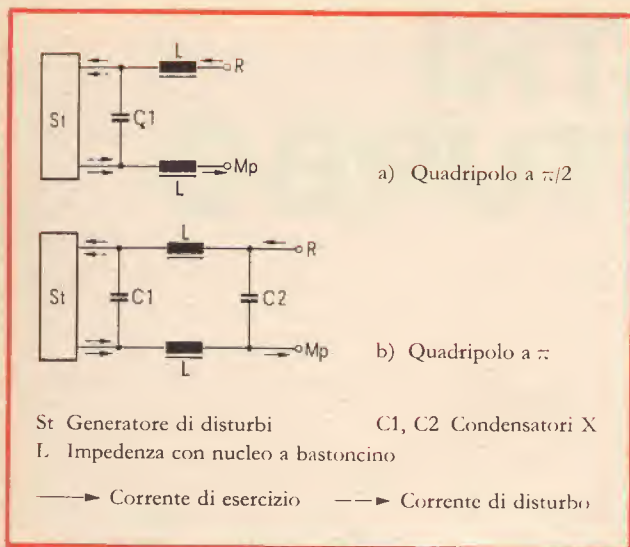 L
R
St
C1
a) Quadripolo a π/2
L
Mp
L
R
St
C1
C2
b) Quadripolo a π
L
Mp
St Generatore di disturbi C1, C2 Condensatori X
L Impedenza con nucleo a bastoncino
Corrente di esercizio Corrente di disturbo